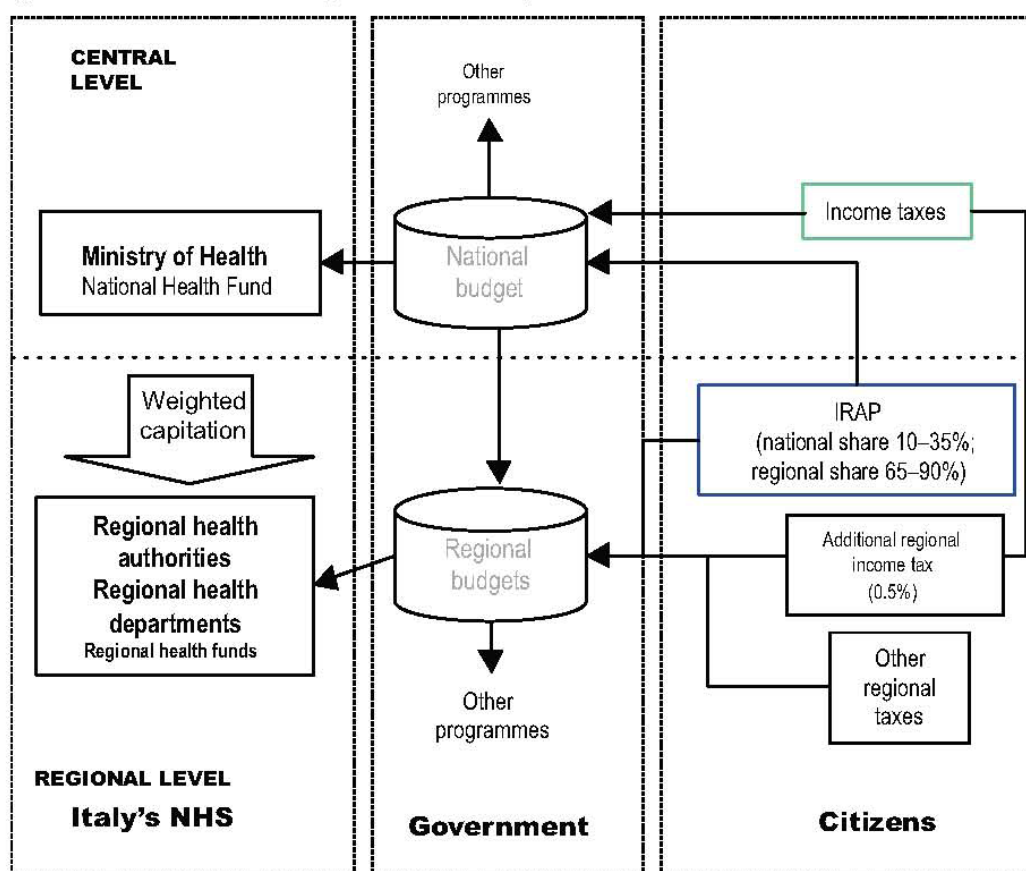 CENTRAL
LEVEL
Other
programmes
Income taxes
Ministry of Health
National Health Fund
National
budget
Weighted
capitation
IRAP
(national share 10–35%;
regional share 65–90%)
Regional health
authorities
Regional health
departments
Regional health funds
Regional
budgets
Additional regional
income tax
(0.5%)
Other
regional
taxes
Other
programmes
REGIONAL LEVEL
Italy's NHS
Government
Citizens